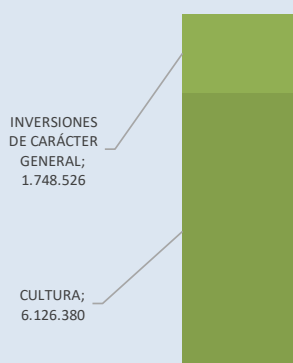 INVERSIONES
DE CARÁCTER
GENERAL;
1.748.526
CULTURA;
6.126.380